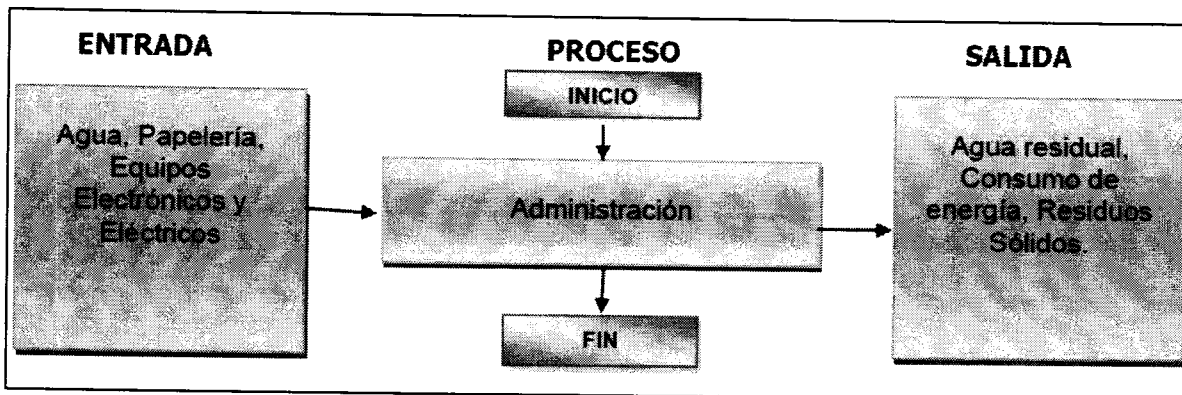 ENTRADA
Agua, Papelería,
Equipos
Electrónicos y
Eléctricos
PROCESO
INICIO
Administración
FIN
SALIDA
Agua residual,
Consumo de
energía, Residuos
Sólidos.